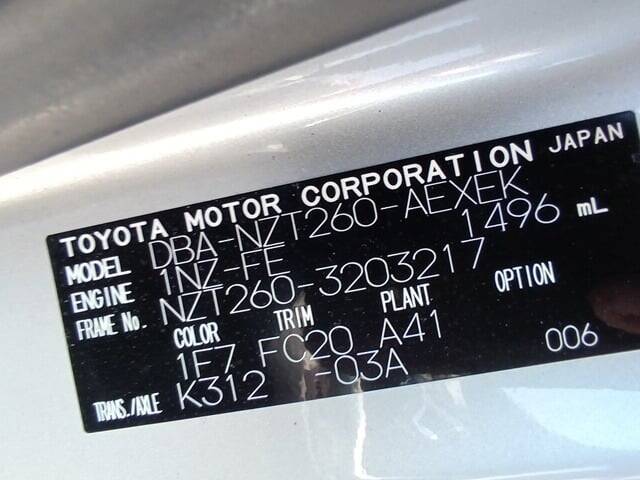 TOYOTA MOTOR CORPORATION JAPAN
MODEL DBA-NZT260-AEXEK
ENGINE 1NZ-FE 1496 mL
FRAME No. NZT260-3203217
COLOR TRIM PLANT OPTION
1F7 FC20 A41
TRANS./AXLE K312 -03A 006